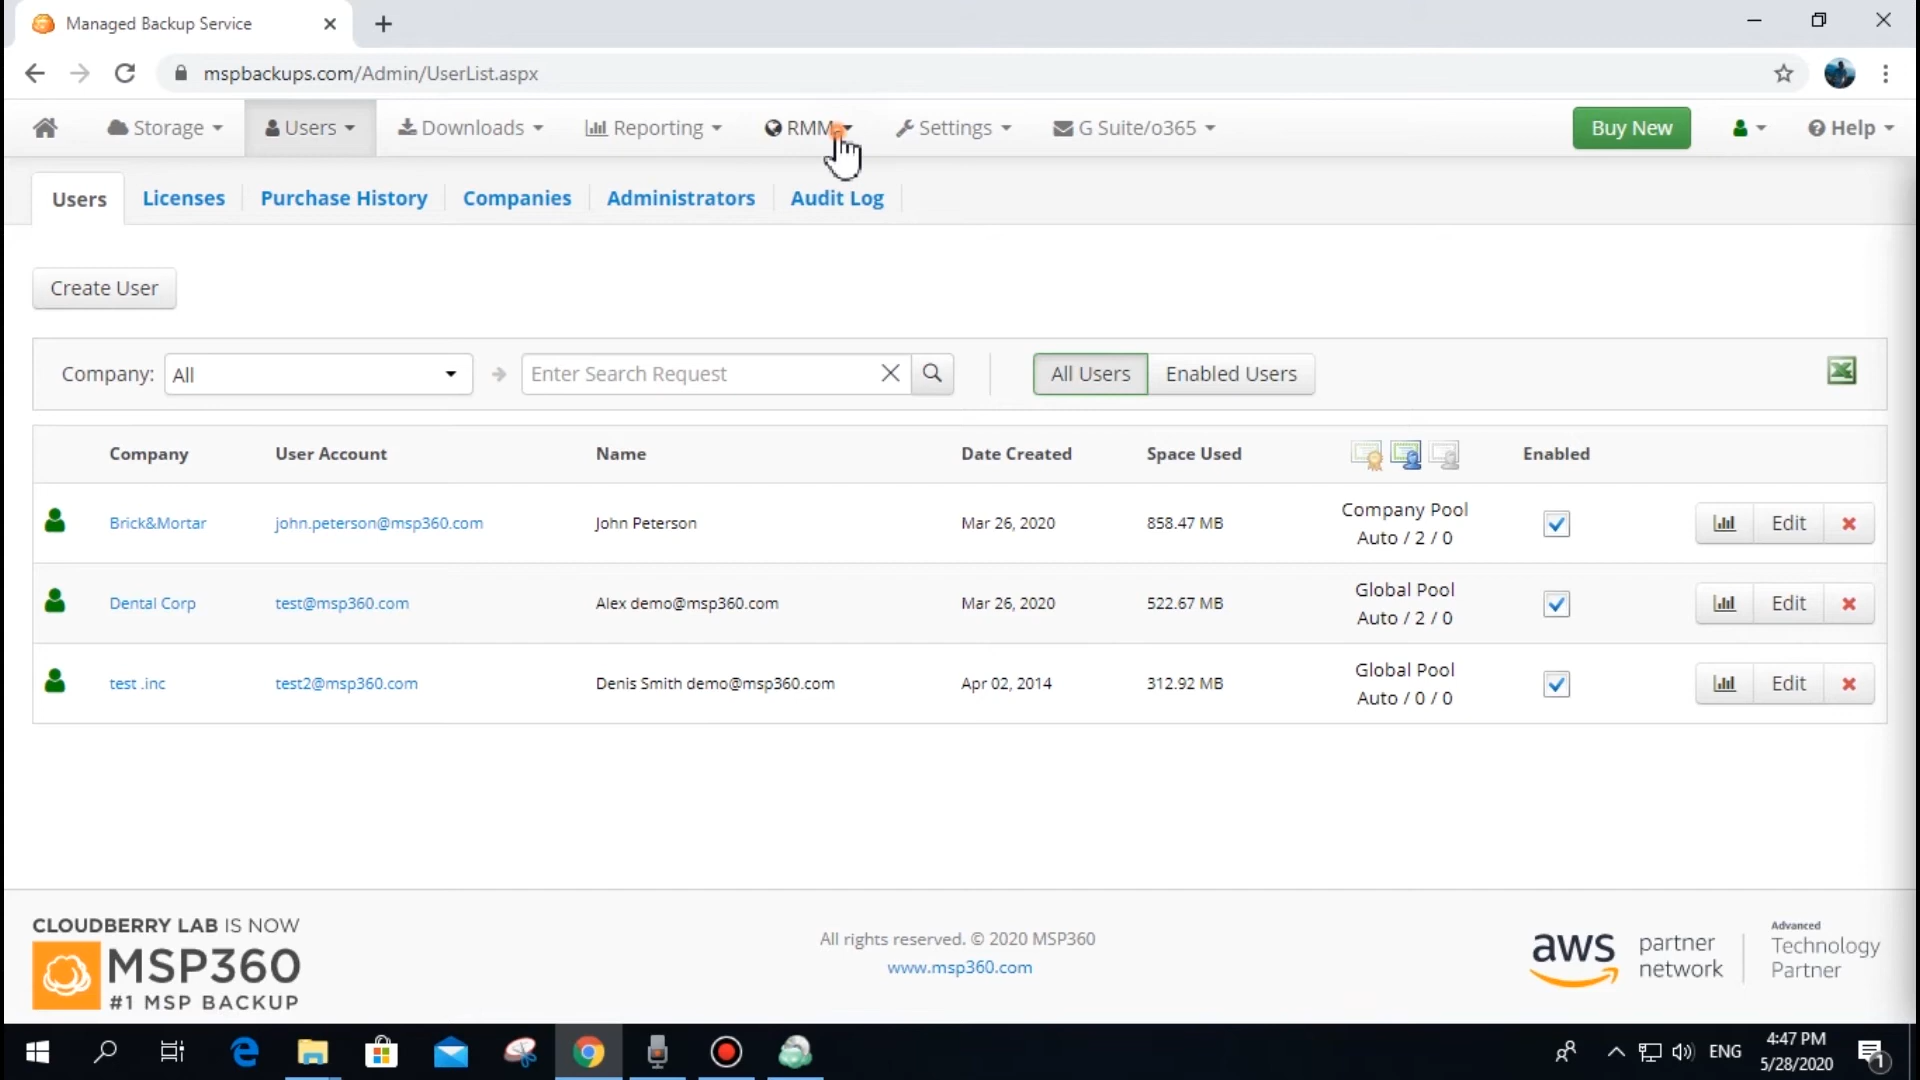 Managed Backup Service
mspbackups.com/Admin/UserList.aspx
Storage Users Downloads Reporting RMM Settings G Suite/o365 Buy New Help
Users Licenses Purchase History Companies Administrators Audit Log
Create User
Company: All Enter Search Request All Users Enabled Users
Company User Account Name Date Created Space Used Enabled
Brick&Mortar john.peterson@msp360.com John Peterson Mar 26, 2020 858.47 MB Company Pool Edit
Auto / 2 / 0
Dental Corp test@msp360.com Alex demo@msp360.com Mar 26, 2020 522.67 MB Global Pool Edit
Auto / 2 / 0
test .inc test2@msp360.com Denis Smith demo@msp360.com Apr 02, 2014 312.92 MB Global Pool Edit
Auto / 0 / 0
CLOUDBERRY LAB IS NOW
MSP360
#1 MSP BACKUP
All rights reserved. © 2020 MSP360
www.msp360.com
aws partner network
Advanced
Technology
Partner
ENG 4:47 PM
5/28/2020
1